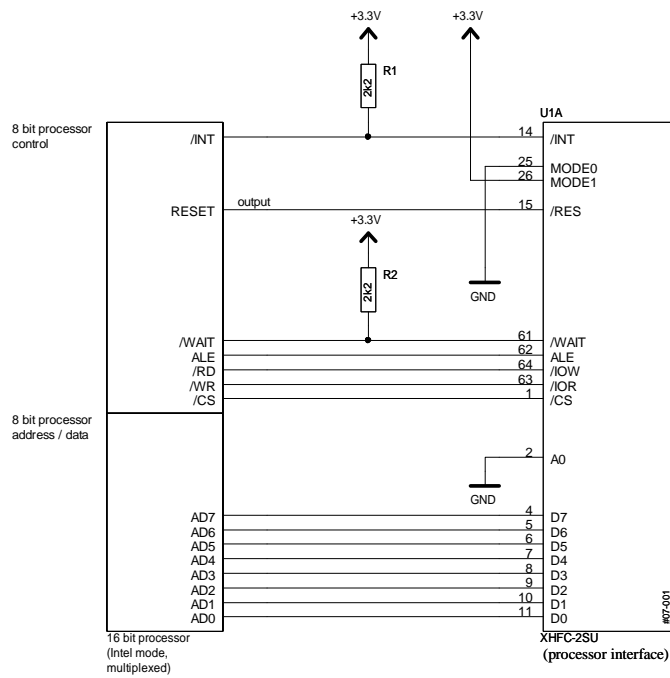 +3.3V
+3.3V
R1
2k2
U1A
8 bit processor
control
/INT
14
/INT
25
MODE0
26
MODE1
RESET
output
15
/RES
+3.3V
R2
2k2
GND
/WAIT
61
/WAIT
ALE
62
ALE
/RD
64
/IOW
/WR
63
/IOR
/CS
1
/CS
8 bit processor
address / data
2
A0
GND
AD7
4
D7
AD6
5
D6
AD5
6
D5
AD4
7
D4
AD3
8
D3
AD2
9
D2
AD1
10
D1
AD0
11
D0
#07-001
16 bit processor
(Intel mode,
multiplexed)
XHFC-2SU
(processor interface)